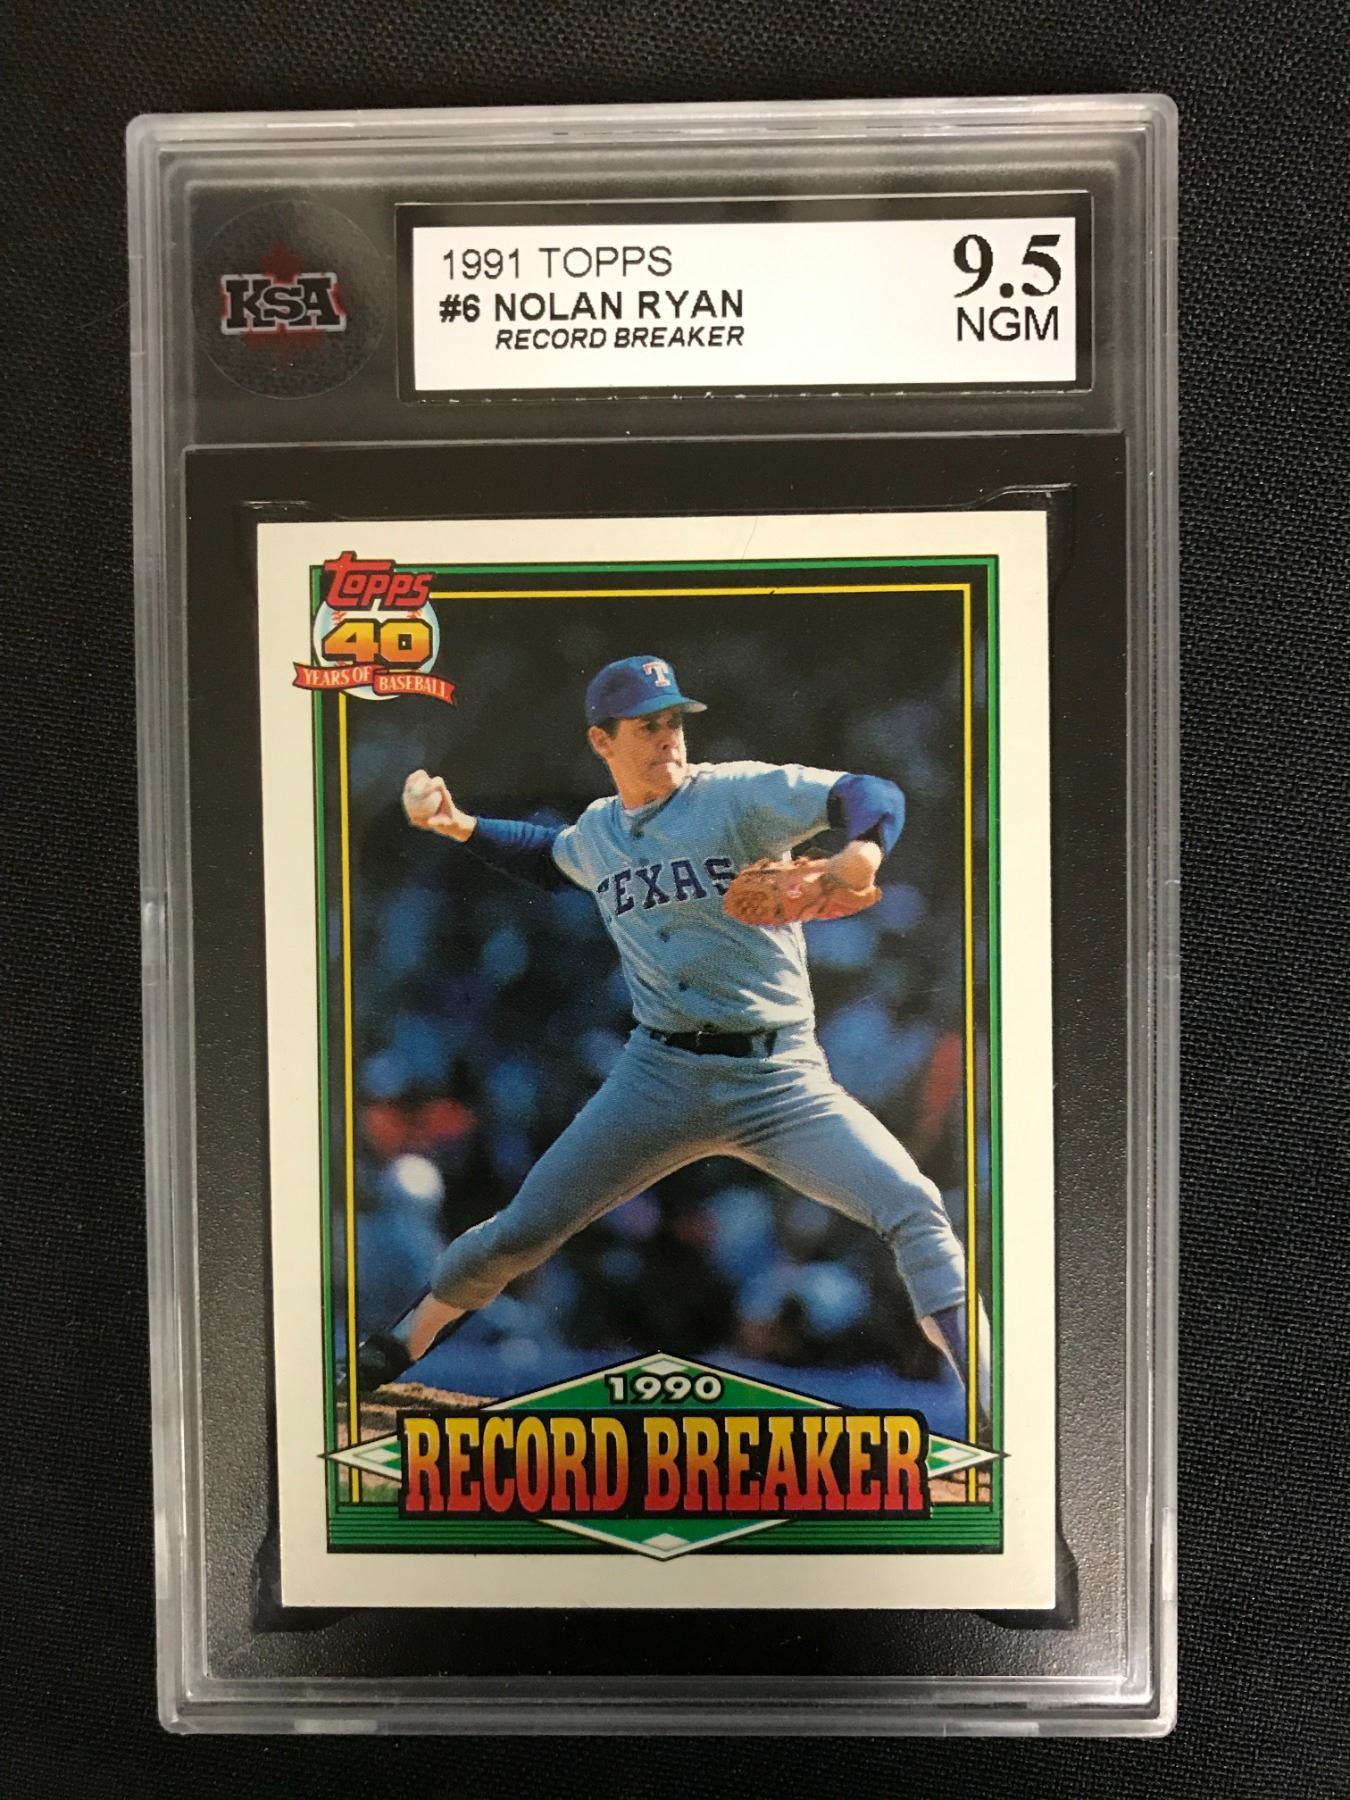 KSA
1991 TOPPS
#6 NOLAN RYAN
RECORD BREAKER
9.5
NGM
Topps
40
YEARS OF BASEBALL
T
TEXAS
1990
RECORD BREAKER